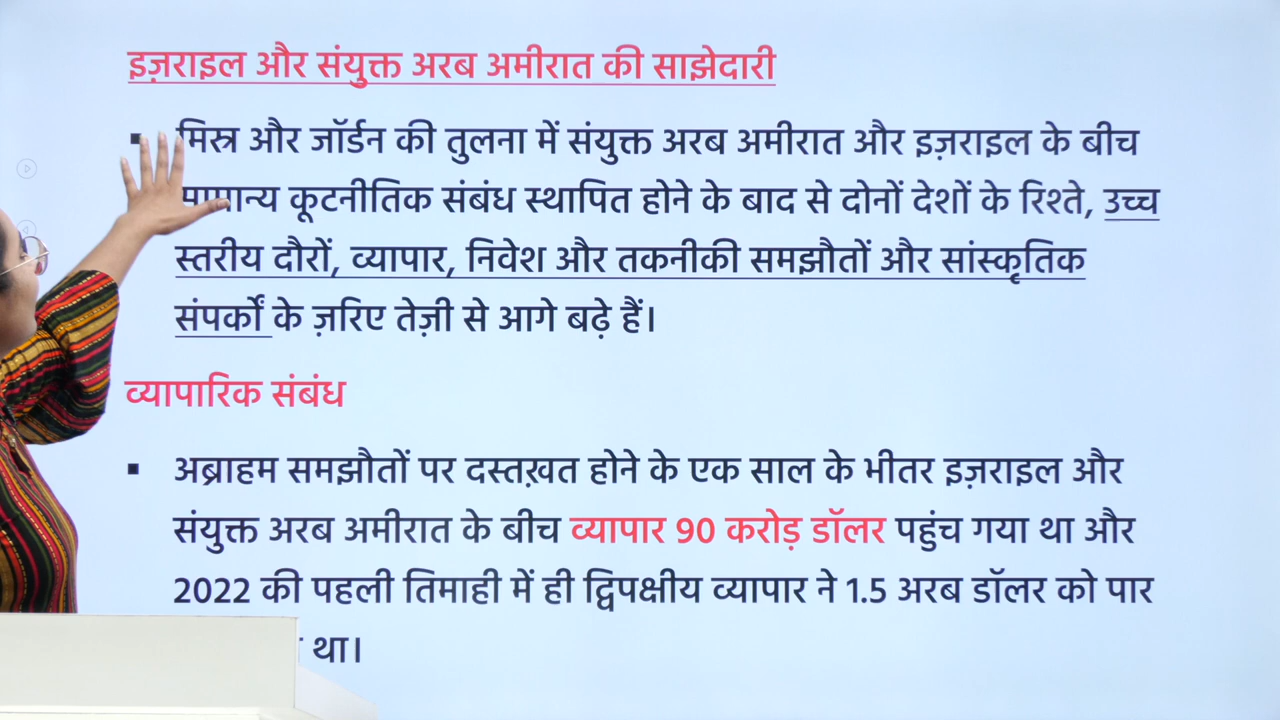 इज़राइल और संयुक्त अरब अमीरात की साझेदारी
▪ मिस्र और जॉर्डन की तुलना में संयुक्त अरब अमीरात और इज़राइल के बीच
सामान्य कूटनीतिक संबंध स्थापित होने के बाद से दोनों देशों के रिश्ते, उच्च
स्तरीय दौरों, व्यापार, निवेश और तकनीकी समझौतों और सांस्कृतिक
संपर्कों के ज़रिए तेज़ी से आगे बढ़े हैं।
व्यापारिक संबंध
▪ अब्राहम समझौतों पर दस्तख़त होने के एक साल के भीतर इज़राइल और
संयुक्त अरब अमीरात के बीच व्यापार 90 करोड़ डॉलर पहुंच गया था और
2022 की पहली तिमाही में ही द्विपक्षीय व्यापार ने 1.5 अरब डॉलर को पार
था।